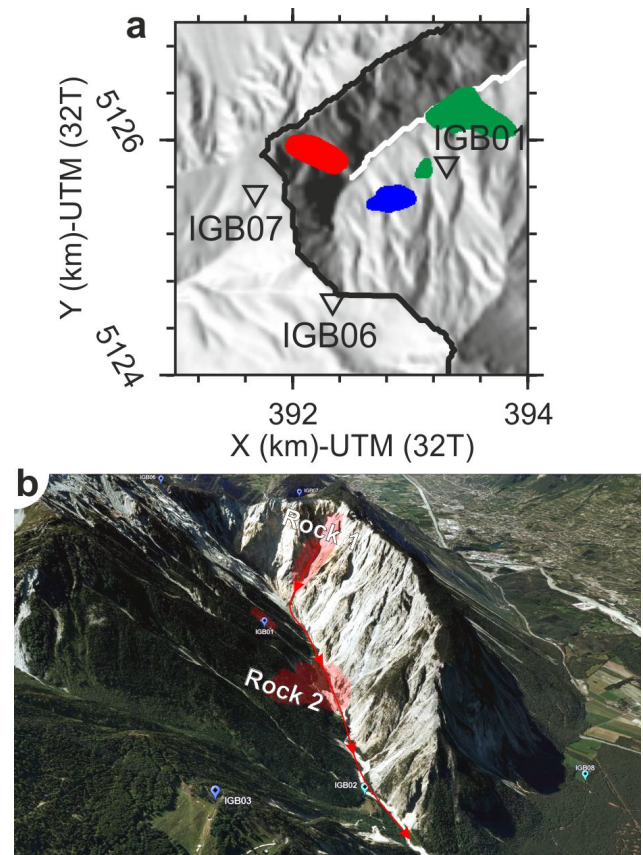 a
5126
5124
Y (km)-UTM (32T)
IGB01
IGB07
IGB06
392
394
X (km)-UTM (32T)
b
IGB06
IGB07
Rock 1
IGB01
Rock 2
IGB02
IGB08
IGB03